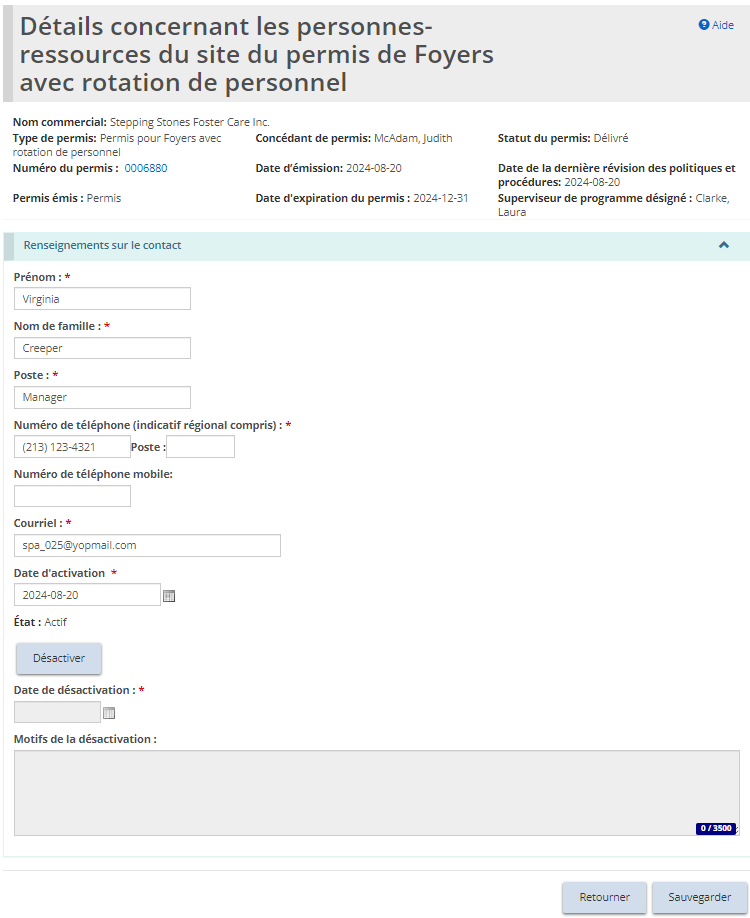 Détails concernant les personnes-
ressources du site du permis de Foyers
avec rotation de personnel
Aide
Nom commercial: Stepping Stones Foster Care Inc.
Type de permis: Permis pour Foyers avec
rotation de personnel
Concédant de permis: McAdam, Judith
Statut du permis: Délivré
Numéro du permis : 0006880
Date d’émission: 2024-08-20
Date de la dernière révision des politiques et
procédures: 2024-08-20
Permis émis : Permis
Date d'expiration du permis : 2024-12-31
Superviseur de programme désigné : Clarke,
Laura
Renseignements sur le contact
Prénom : *
Virginia
Nom de famille : *
Creeper
Poste : *
Manager
Numéro de téléphone (indicatif régional compris) : *
(213) 123-4321 Poste :
Numéro de téléphone mobile:
Courriel : *
spa_025@yopmail.com
Date d'activation *
2024-08-20
État : Actif
Désactiver
Date de désactivation : *
Motifs de la désactivation :
0 / 3500
Retourner Sauvegarder